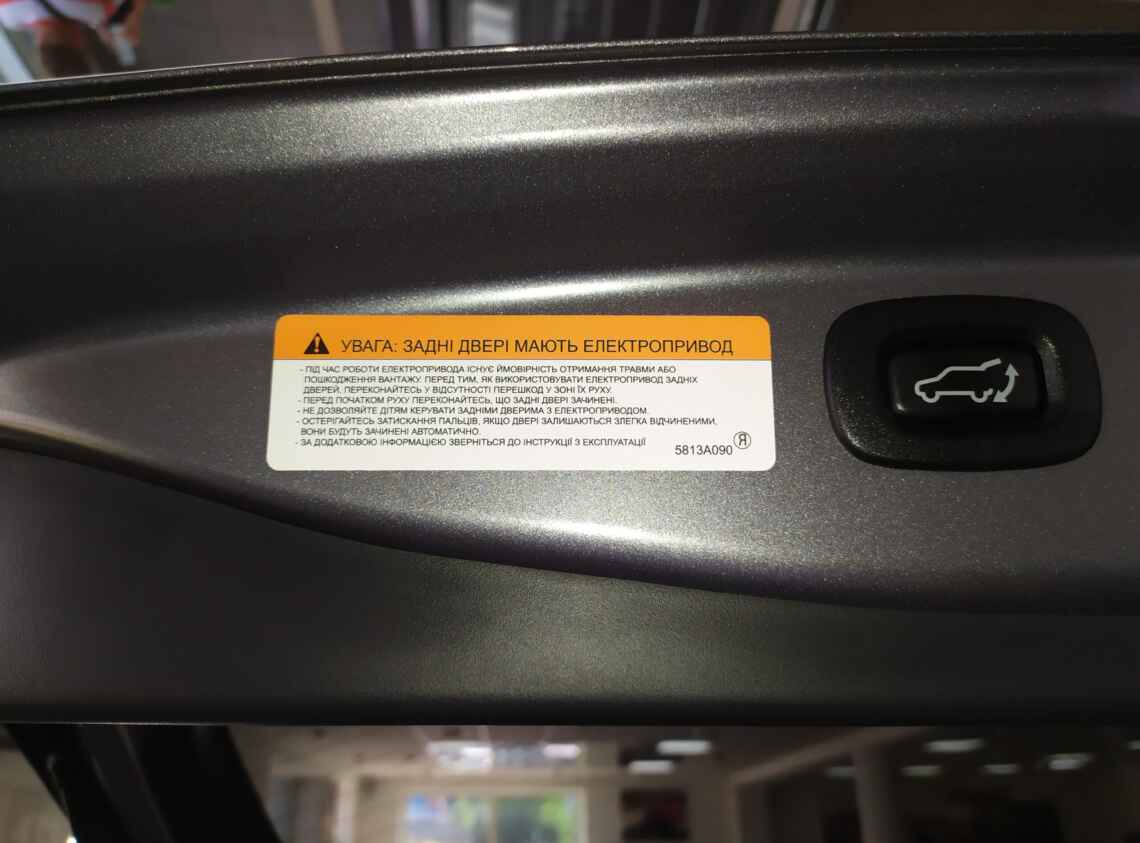 УВАГА: ЗАДНІ ДВЕРІ МАЮТЬ ЕЛЕКТРОПРИВОД
- ПІД ЧАС РОБОТИ ЕЛЕКТРОПРИВОДА ІСНУЄ ЙМОВІРНІСТЬ ОТРИМАННЯ ТРАВМИ АБО
ПОШКОДЖЕННЯ ВАНТАЖУ. ПЕРЕД ТИМ, ЯК ВИКОРИСТОВУВАТИ ЕЛЕКТРОПРИВОД ЗАДНІХ
ДВЕРЕЙ, ПЕРЕКОНАЙТЕСЬ У ВІДСУТНОСТІ ПЕРЕШКОД У ЗОНІ ЇХ РУХУ.
- ПЕРЕД ПОЧАТКОМ РУХУ ПЕРЕКОНАЙТЕСЬ, ЩО ЗАДНІ ДВЕРІ ЗАЧИНЕНІ.
- НЕ ДОЗВОЛЯЙТЕ ДІТЯМ КЕРУВАТИ ЗАДНІМИ ДВЕРИМА З ЕЛЕКТРОПРИВОДОМ.
- ОСТЕРІГАЙТЕСЬ ЗАТИСКАННЯ ПАЛЬЦІВ, ЯКЩО ДВЕРІ ЗАЛИШАЮТЬСЯ ЗЛЕГКА ВІДЧИНЕНИМИ,
ВОНИ БУДУТЬ ЗАЧИНЕНІ АВТОМАТИЧНО.
- ЗА ДОДАТКОВОЮ ІНФОРМАЦІЄЮ ЗВЕРНІТЬСЯ ДО ІНСТРУКЦІЇ З ЕКСПЛУАТАЦІЇ
5813A090 Я